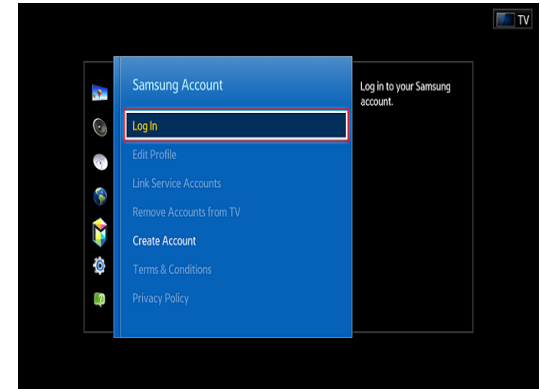 TV
Samsung Account
Log In
Edit Profile
Link Service Accounts
Remove Accounts from TV
Create Account
Terms & Conditions
Privacy Policy
Log in to your Samsung
account.